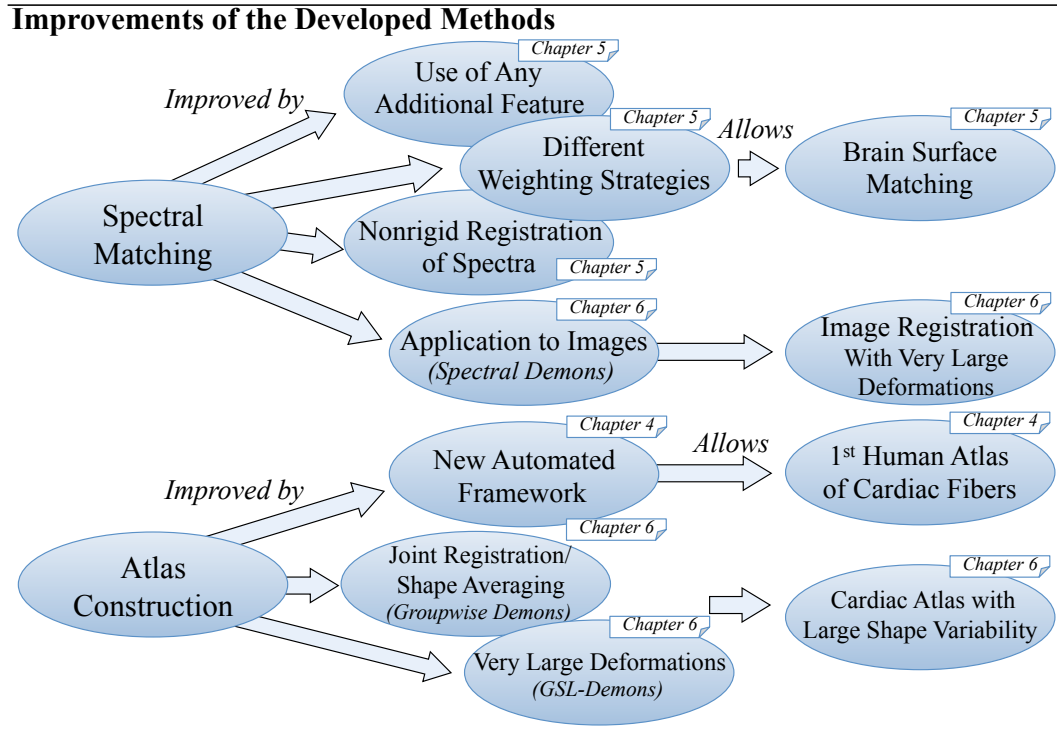 Improvements of the Developed Methods
Chapter 5
Use of Any
Additional Feature
Improved by
Chapter 5
Different
Weighting Strategies
Allows
Chapter 5
Brain Surface
Matching
Spectral
Matching
Nonrigid Registration
of Spectra
Chapter 5
Chapter 6
Application to Images
(Spectral Demons)
Chapter 6
Image Registration
With Very Large
Deformations
Chapter 4
New Automated
Framework
Allows
Chapter 4
1st Human Atlas
of Cardiac Fibers
Improved by
Atlas
Construction
Chapter 6
Joint Registration/
Shape Averaging
(Groupwise Demons)
Chapter 6
Very Large Deformations
(GSL-Demons)
Chapter 6
Cardiac Atlas with
Large Shape Variability